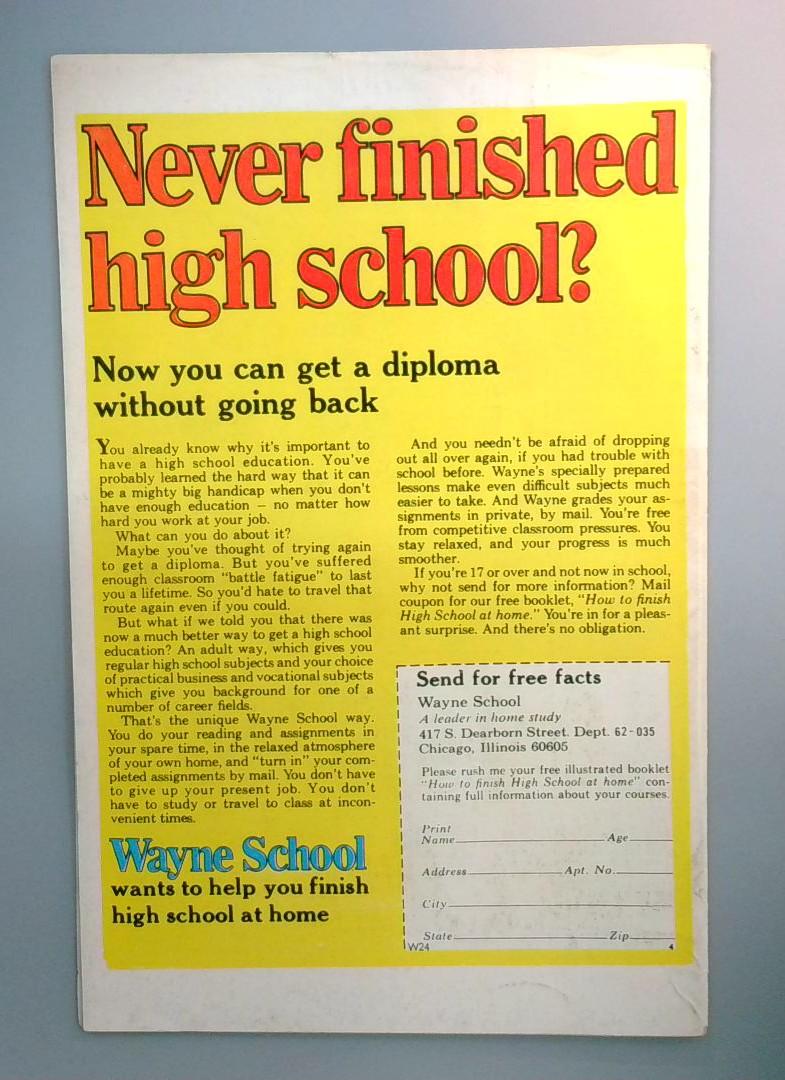 Never finished
high school?
Now you can get a diploma
without going back
You already know why it's important to
have a high school education. You've
probably learned the hard way that it can
be a mighty big handicap when you don't
have enough education — no matter how
hard you work at your job.
What can you do about it?
Maybe you've thought of trying again
to get a diploma. But you've suffered
enough classroom "battle fatigue" to last
you a lifetime. So you'd hate to travel that
route again even if you could.
But what if we told you that there was
now a much better way to get a high school
education? An adult way, which gives you
regular high school subjects and your choice
of practical business and vocational subjects
which give you background for one of a
number of career fields.
That's the unique Wayne School way.
You do your reading and assignments in
your spare time, in the relaxed atmosphere
of your own home, and "turn in" your com-
pleted assignments by mail. You don't have
to give up your present job. You don't
have to study or travel to class at incon-
venient times.
Wayne School
wants to help you finish
high school at home
And you needn't be afraid of dropping
out all over again, if you had trouble with
school before. Wayne's specially prepared
lessons make even difficult subjects much
easier to take. And Wayne grades your as-
signments in private, by mail. You're free
from competitive classroom pressures. You
stay relaxed, and your progress is much
smoother.
If you're 17 or over and not now in school,
why not send for more information? Mail
coupon for our free booklet, "How to finish
High School at home." You're in for a pleas-
ant surprise. And there's no obligation.
Send for free facts
Wayne School
A leader in home study
417 S. Dearborn Street. Dept. 62-035
Chicago, Illinois 60605
Please rush me your free illustrated booklet
"How to finish High School at home" con-
taining full information about your courses.
Print
Name Age
Address Apt. No.
City
State Zip
W24 4